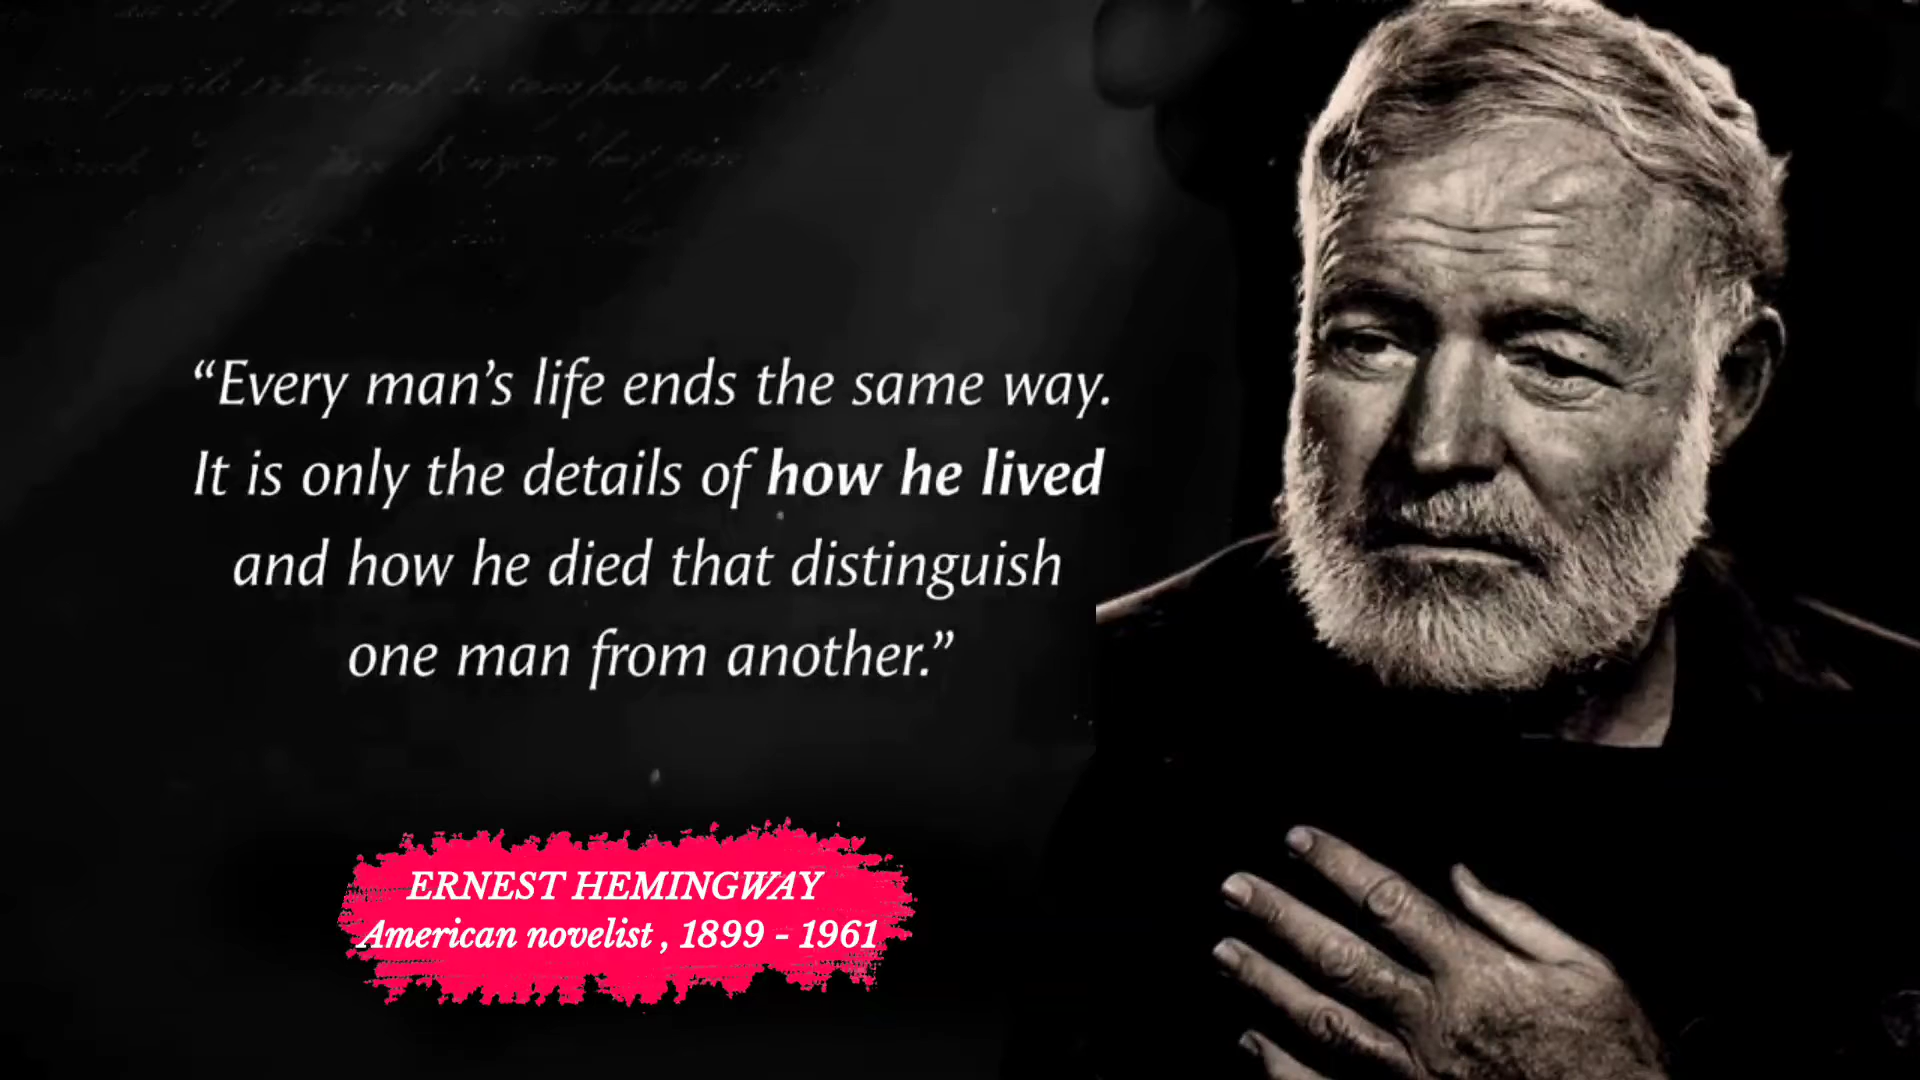 “Every man’s life ends the same way.
It is only the details of how he lived
and how he died that distinguish
one man from another.”
ERNEST HEMINGWAY
American novelist , 1899 - 1961